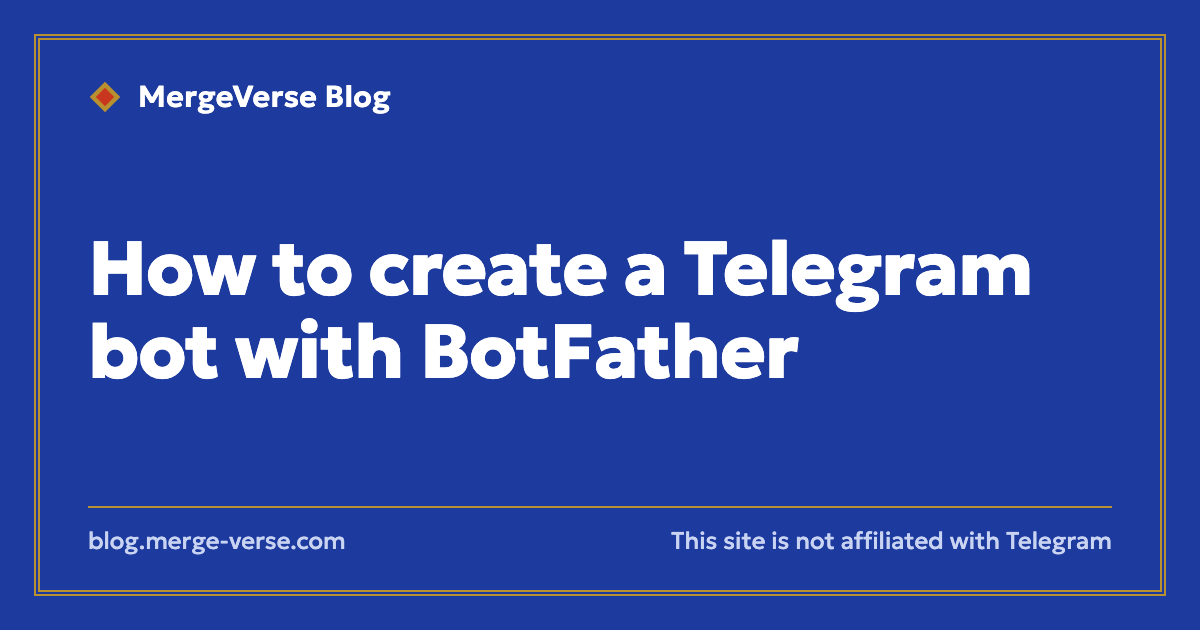 MergeVerse Blog
How to create a Telegram
bot with BotFather
blog.merge-verse.com
This site is not affiliated with Telegram